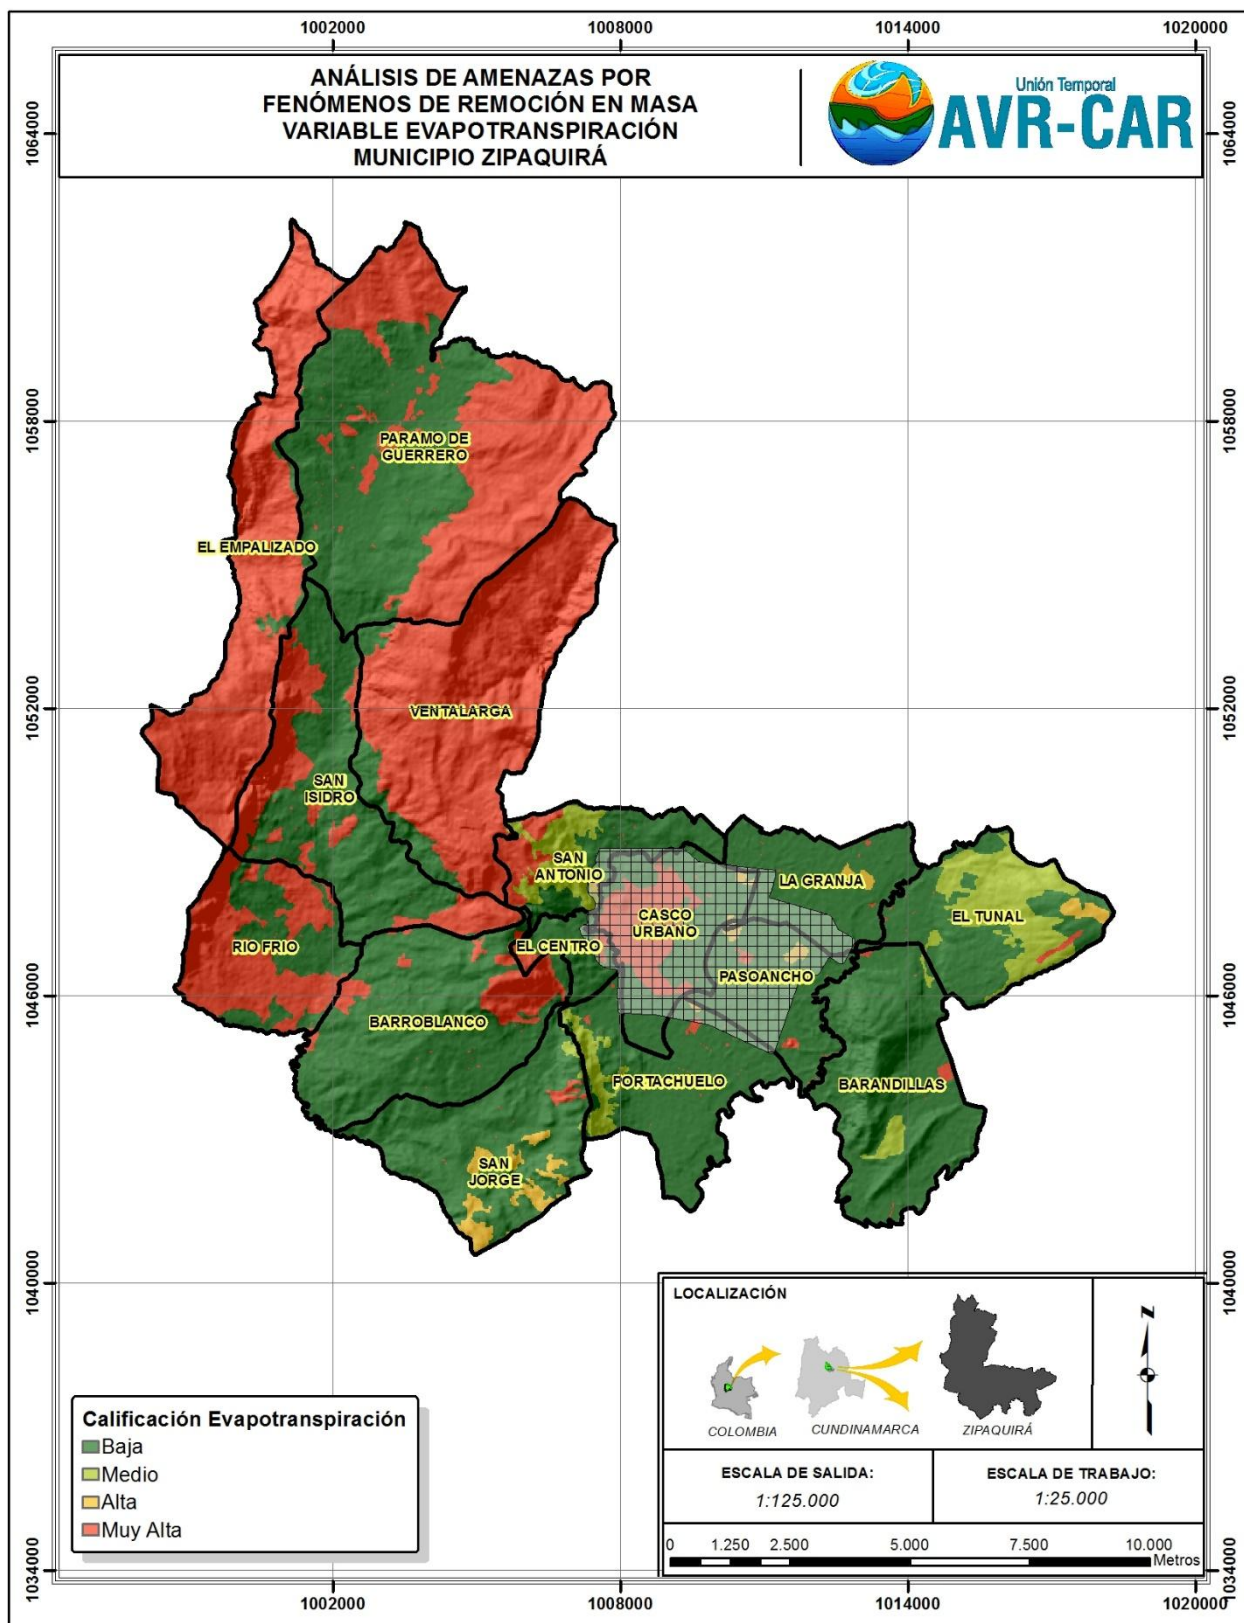 1002000
1008000
1014000
1020000
ANÁLISIS DE AMENAZAS POR
FENÓMENOS DE REMOCIÓN EN MASA
VARIABLE EVAPOTRANSPIRACIÓN
MUNICIPIO ZIPAQUIRÁ
Unión Temporal
AVR-CAR
1064000
1064000
1058000
1058000
PARAMO DE
GUERRERO
EL EMPALIZADO
1052000
1052000
VENTALARGA
SAN
ISIDRO
SAN
ANTONIO
LA GRANJA
CASCO
URBANO
EL TUNAL
RIO FRIO
EL CENTRO
PASOANCHO
1046000
1046000
BARROBLANCO
PORTACHUELO
BARANDILLAS
SAN
JORGE
1040000
1040000
LOCALIZACIÓN
N
COLOMBIA
CUNDINAMARCA
ZIPAQUIRÁ
Calificación Evapotranspiración
Baja
Medio
Alta
Muy Alta
ESCALA DE SALIDA:
1:125.000
ESCALA DE TRABAJO:
1:25.000
0 1.250 2.500 5.000 7.500 10.000
Metros
1034000
1034000
1002000
1008000
1014000
1020000